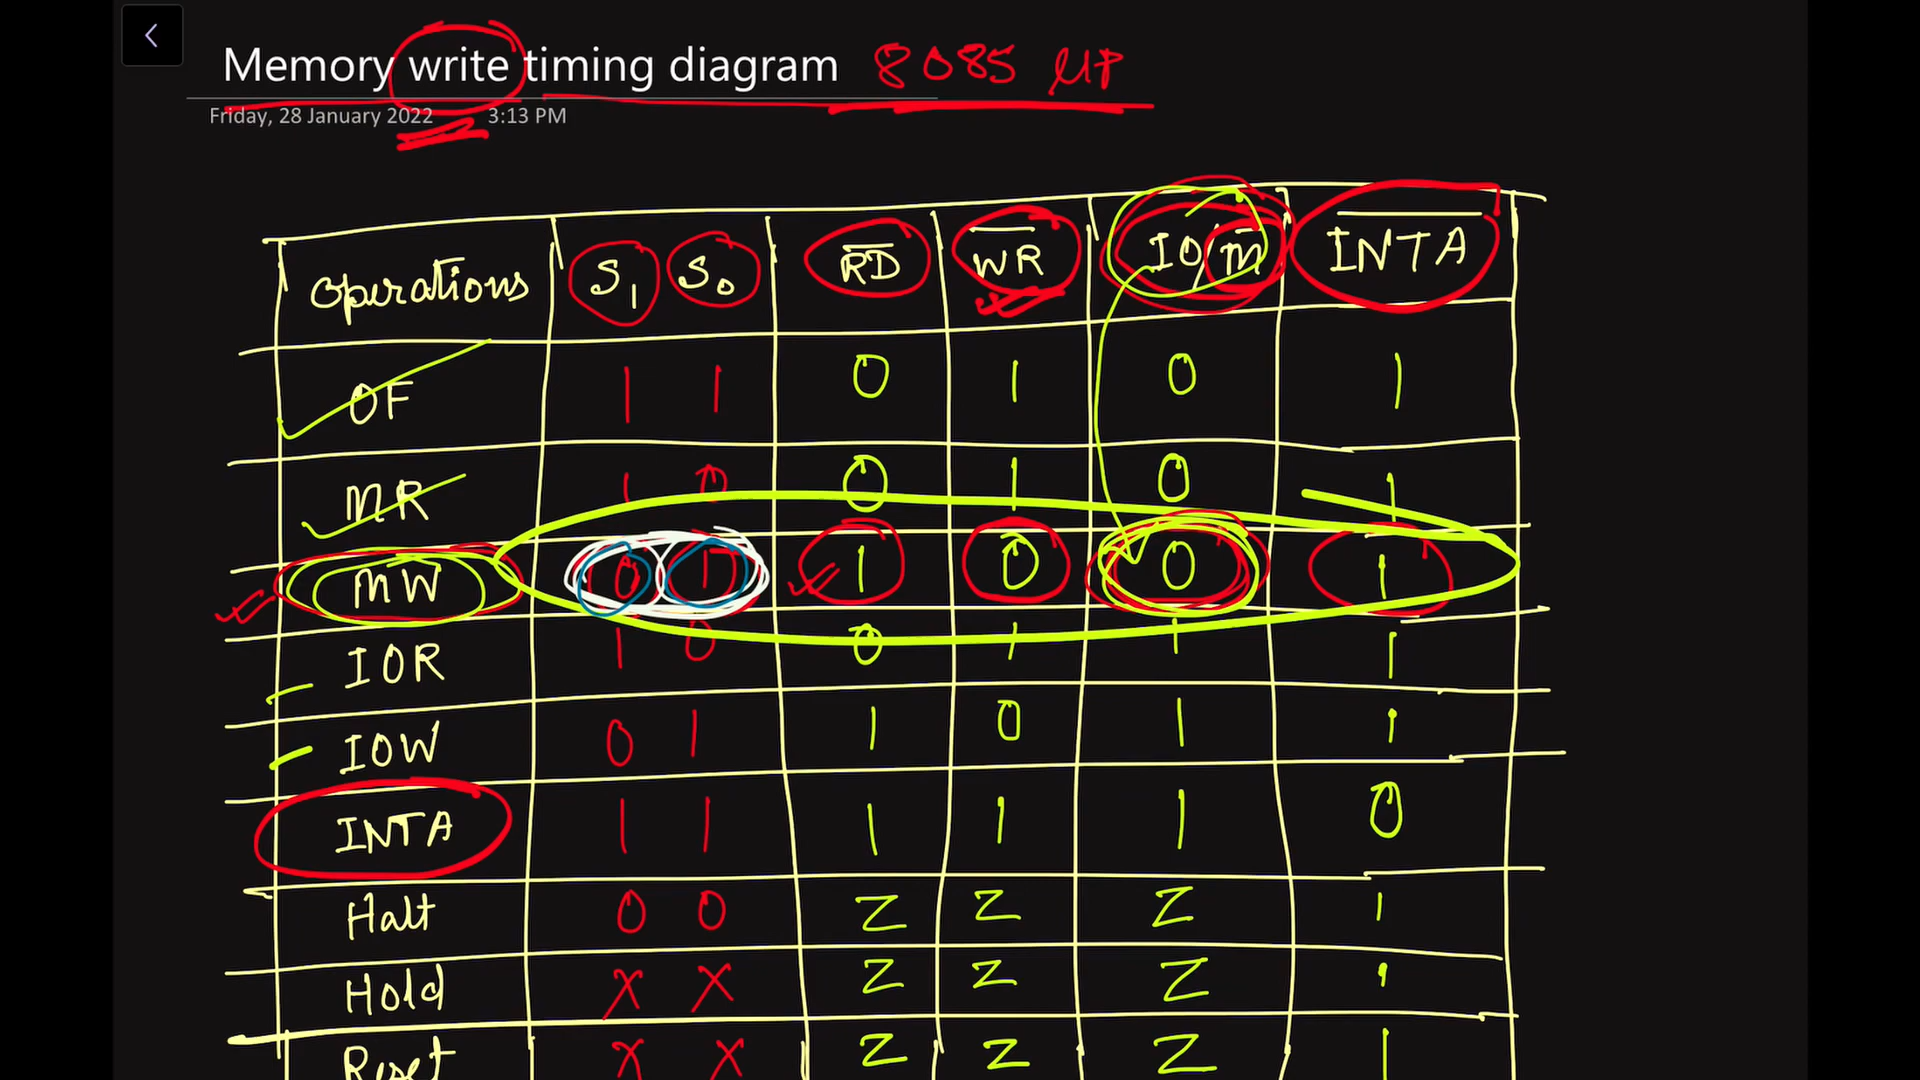 Memory write timing diagram 8085 μP
Friday, 28 January 2022 3:13 PM
Operations S1 S0 R̅D̅ W̅R̅ IO/M̅ I̅N̅T̅A̅
OF 1 1 0 1 0 1
MR 1 0 0 1 0 1
MW 0 1 1 0 0 1
IOR 1 0 0 1 1 1
IOW 0 1 1 0 1 1
INTA 1 1 1 1 1 0
Halt 0 0 Z Z Z 1
Hold X X Z Z Z 1
Reset X X Z Z Z 1